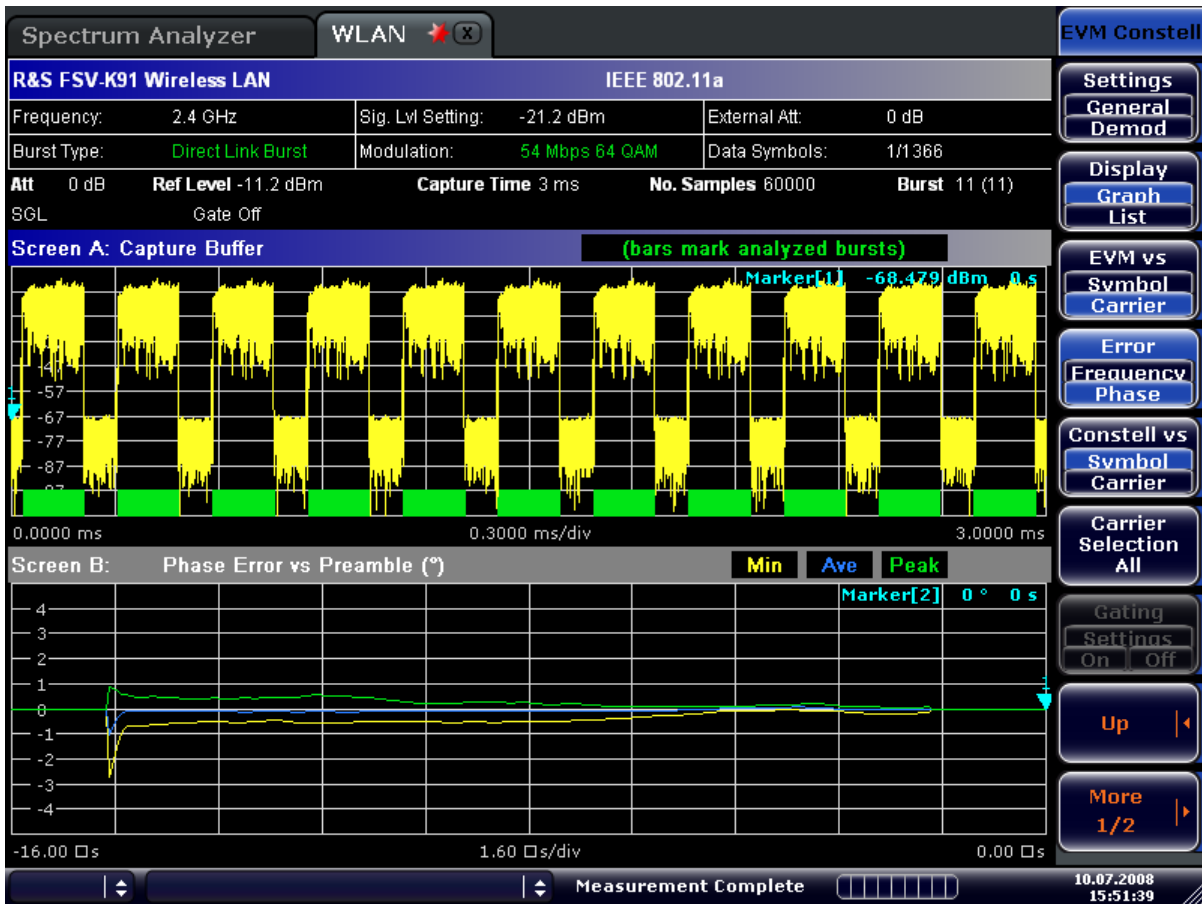 Spectrum Analyzer
WLAN
EVM Constell
R&S FSV-K91 Wireless LAN IEEE 802.11a
Frequency: 2.4 GHz Sig. Lvl Setting: -21.2 dBm External Att: 0 dB
Burst Type: Direct Link Burst Modulation: 54 Mbps 64 QAM Data Symbols: 1/1366
Att 0 dB Ref Level -11.2 dBm Capture Time 3 ms No. Samples 60000 Burst 11 (11)
SGL Gate Off
Screen A: Capture Buffer (bars mark analyzed bursts)
Marker[1] -68.479 dBm 0 s
-47
-57
-67
-77
-87
-97
0.0000 ms 0.3000 ms/div 3.0000 ms
Screen B: Phase Error vs Preamble (°) Min Ave Peak
Marker[2] 0 ° 0 s
4
3
2
1
0
-1
-2
-3
-4
-16.00 □s 1.60 □s/div 0.00 □s
Measurement Complete
Settings
General
Demod
Display
Graph
List
EVM vs
Symbol
Carrier
Error
Frequency
Phase
Constell vs
Symbol
Carrier
Carrier
Selection
All
Gating
Settings
On Off
Up
More
1/2
10.07.2008
15:51:39